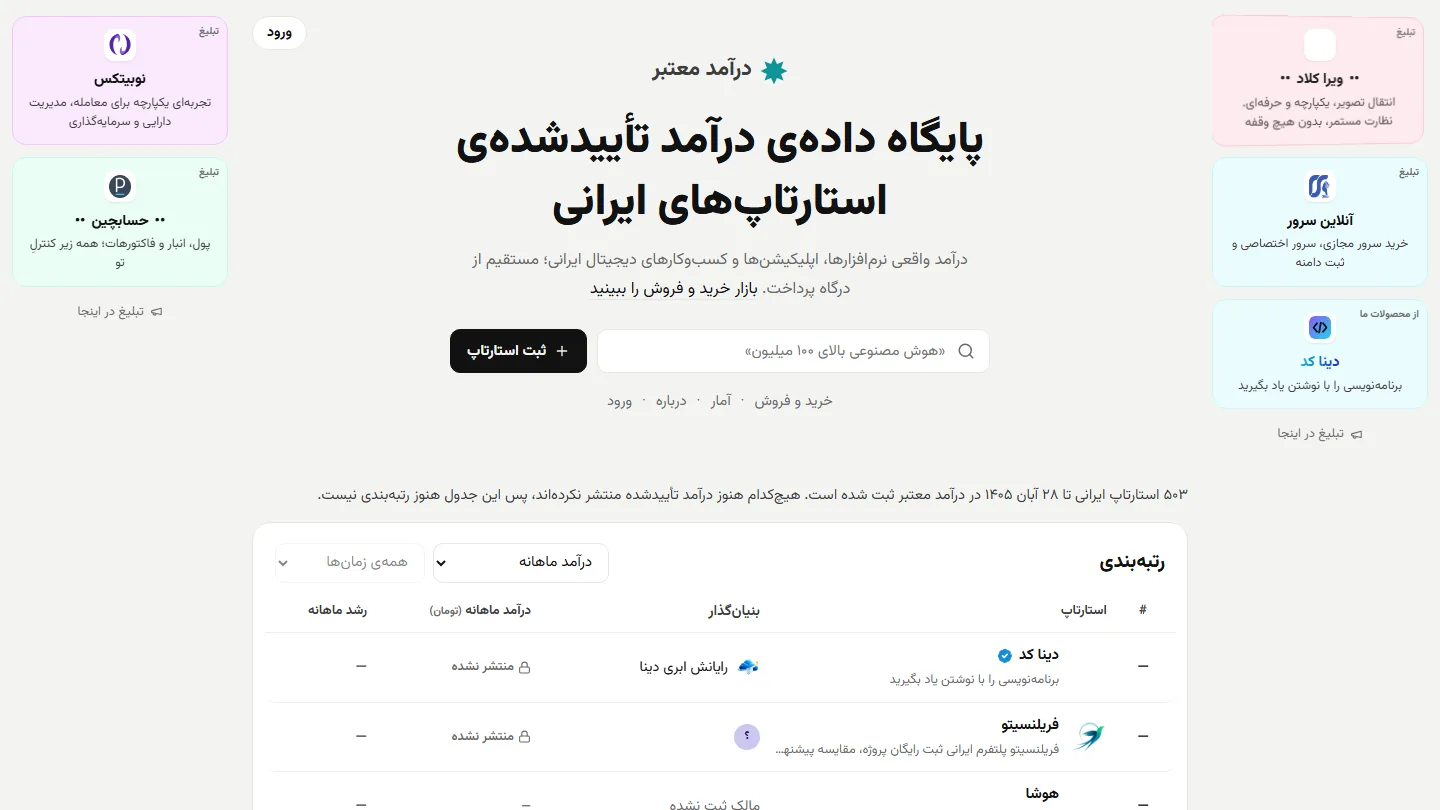 ورود
درآمد معتبر
پایگاه داده‌ی درآمد تأییدشده‌ی
استارتاپ‌های ایرانی
درآمد واقعی نرم‌افزارها، اپلیکیشن‌ها و کسب‌وکارهای دیجیتال ایرانی؛ مستقیم از
درگاه پرداخت. بازار خرید و فروش را ببینید
«هوش مصنوعی بالای ۱۰۰ میلیون»
+ ثبت استارتاپ
خرید و فروش · آمار · درباره · ورود
تبلیغ
•• ویرا کلاد ••
انتقال تصویر، یکپارچه و حرفه‌ای.
نظارت مستمر، بدون هیچ وقفه
تبلیغ
آنلاین سرور
خرید سرور مجازی، سرور اختصاصی و
ثبت دامنه
از محصولات ما
دینا کد
برنامه‌نویسی را با نوشتن یاد بگیرید
تبلیغ در اینجا
تبلیغ
نوبیتکس
تجربه‌ای یکپارچه برای معامله، مدیریت
دارایی و سرمایه‌گذاری
تبلیغ
P
•• حسابچین ••
پول، انبار و فاکتورهات؛ همه زیر کنترلِ
تو
تبلیغ در اینجا
۵۰۳ استارتاپ ایرانی تا ۲۸ آبان ۱۴۰۵ در درآمد معتبر ثبت شده است. هیچ‌کدام هنوز درآمد تأییدشده منتشر نکرده‌اند، پس این جدول هنوز رتبه‌بندی نیست.
رتبه‌بندی
درآمد ماهانه
همه‌ی زمان‌ها
# استارتاپ بنیان‌گذار درآمد ماهانه (تومان) رشد ماهانه
— دینا کد رایانش ابری دینا منتشر نشده —
برنامه‌نویسی را با نوشتن یاد بگیرید
— فریلنسیتو ؟ منتشر نشده —
فریلنسیتو پلتفرم ایرانی ثبت رایگان پروژه، مقایسه پیشنه...
— هوشا مالک ثبت نشده — —